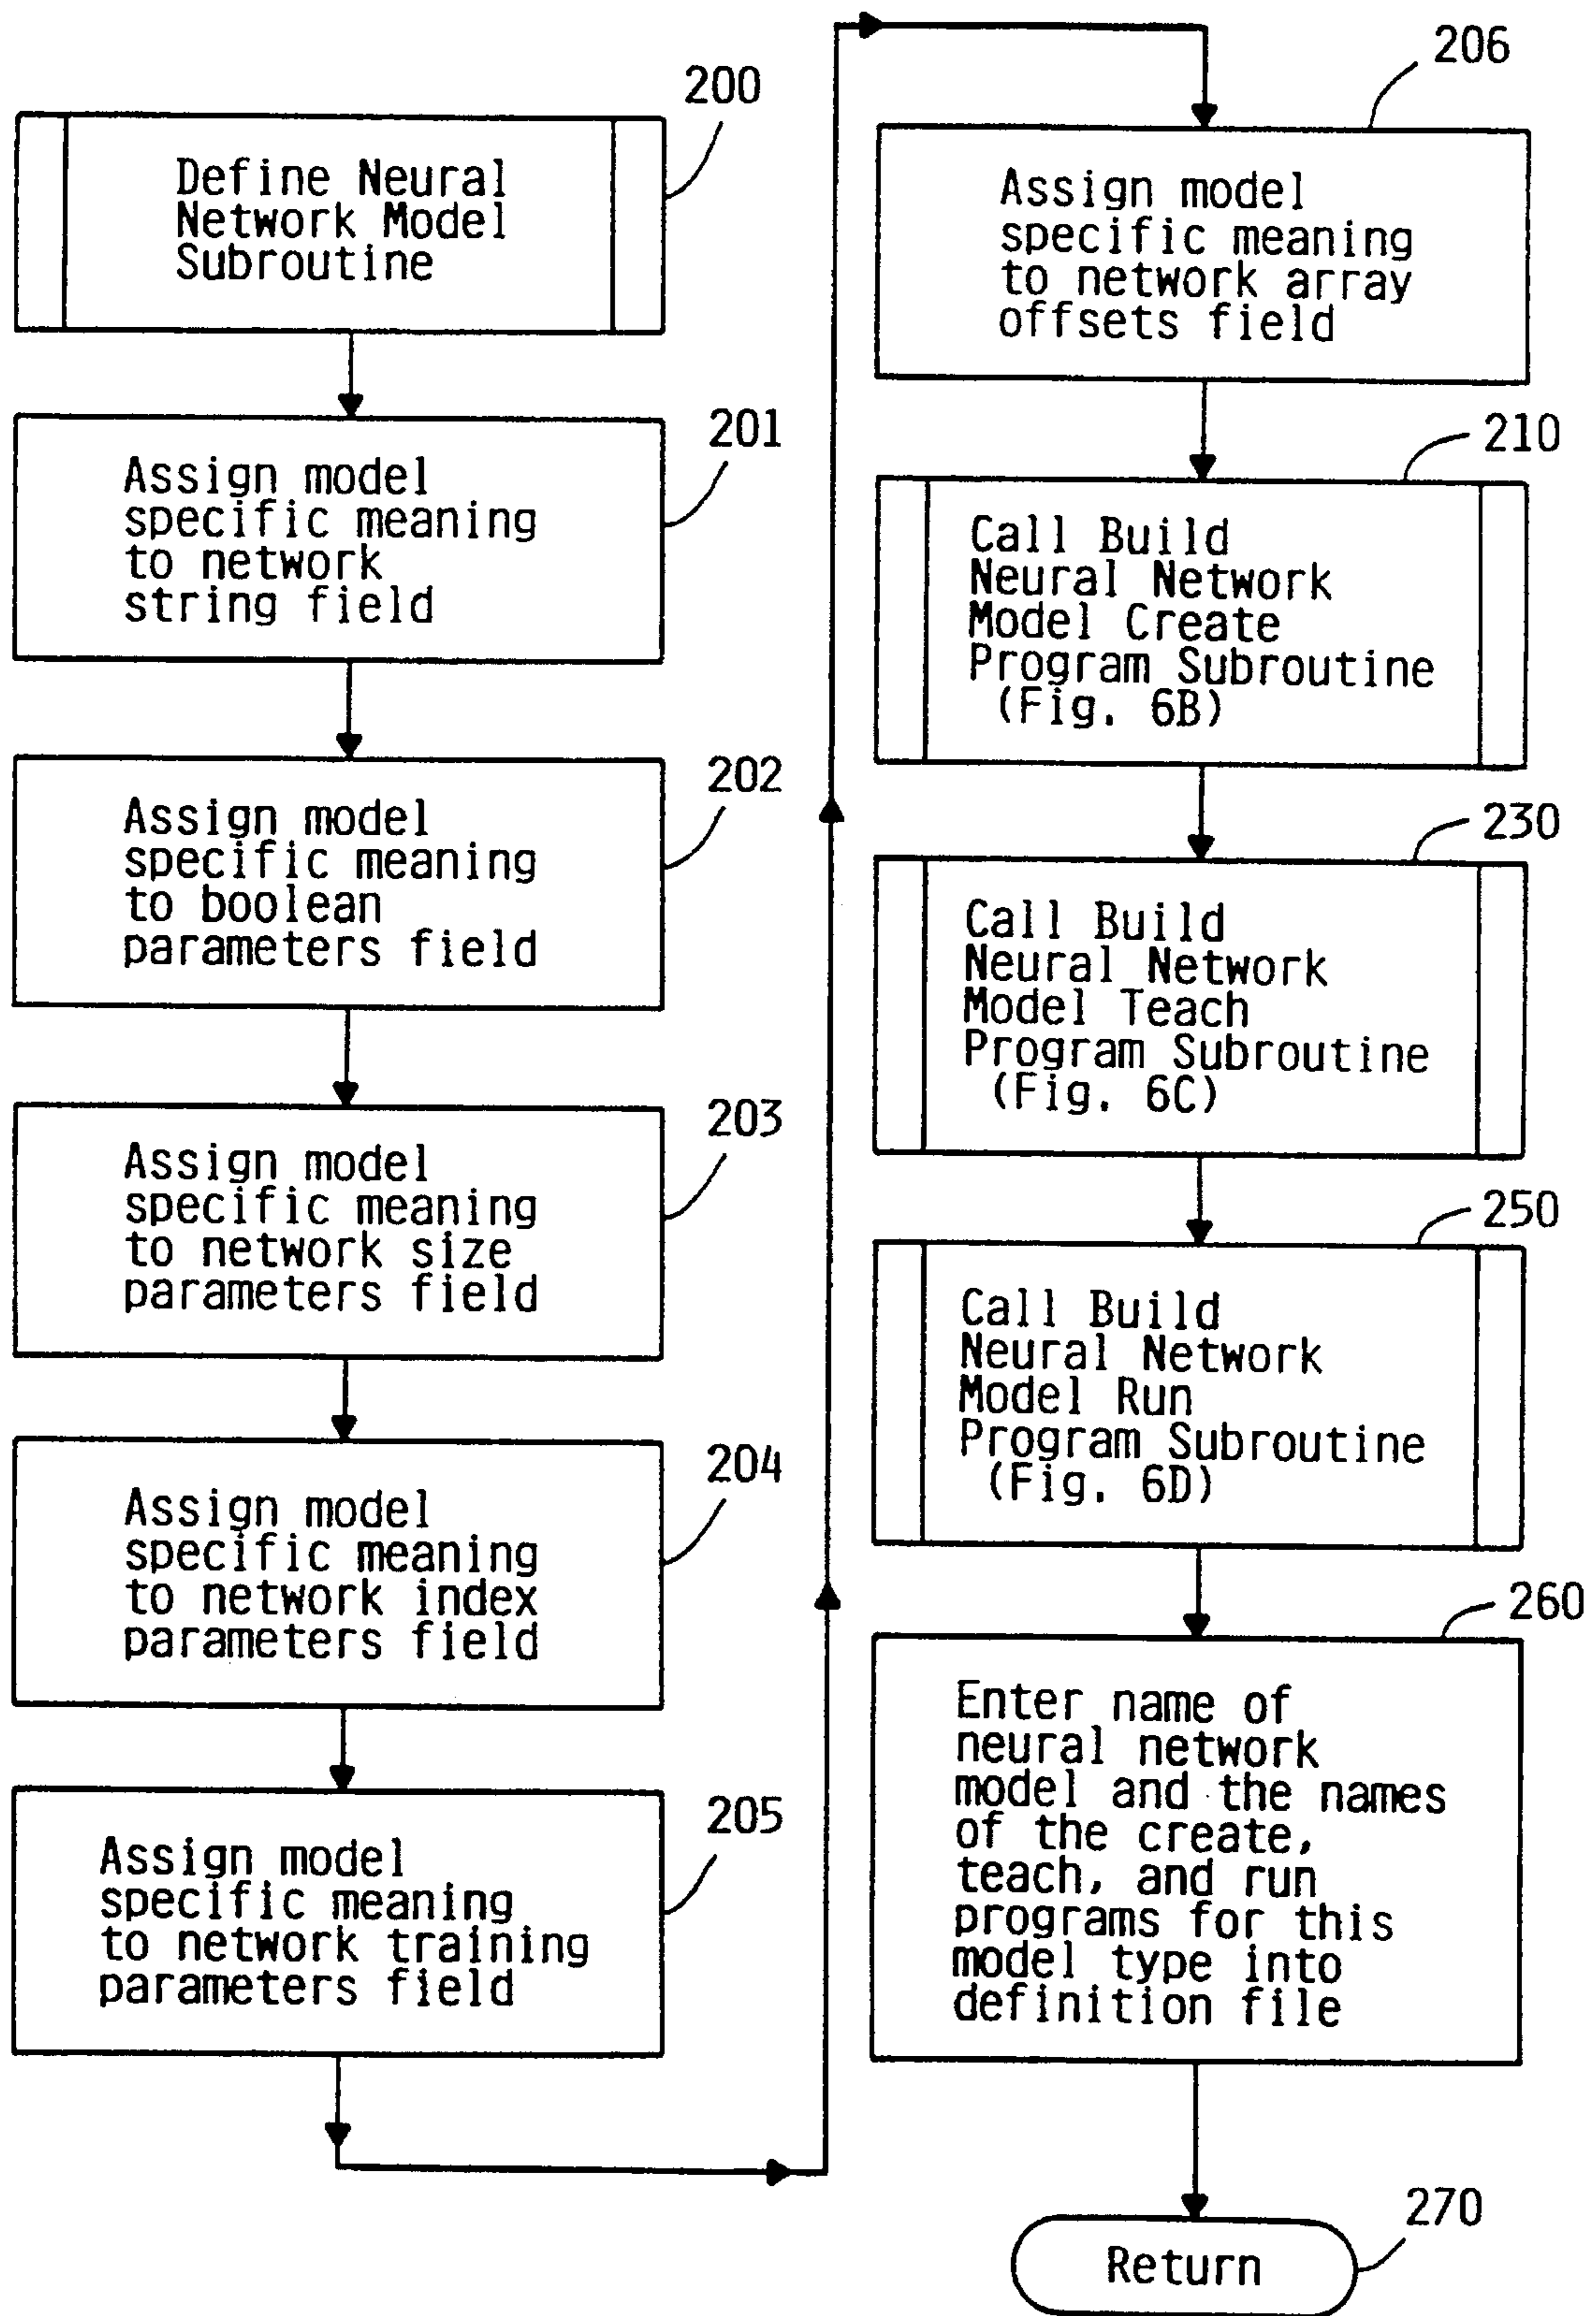 200
Define Neural
Network Model
Subroutine
201
Assign model
specific meaning
to network
string field
202
Assign model
specific meaning
to boolean
parameters field
203
Assign model
specific meaning
to network size
parameters field
204
Assign model
specific meaning
to network index
parameters field
205
Assign model
specific meaning
to network training
parameters field
206
Assign model
specific meaning
to network array
offsets field
210
Call Build
Neural Network
Model Create
Program Subroutine
(Fig. 6B)
230
Call Build
Neural Network
Model Teach
Program Subroutine
(Fig. 6C)
250
Call Build
Neural Network
Model Run
Program Subroutine
(Fig. 6D)
260
Enter name of
neural network
model and the names
of the create,
teach, and run
programs for this
model type into
definition file
270
Return